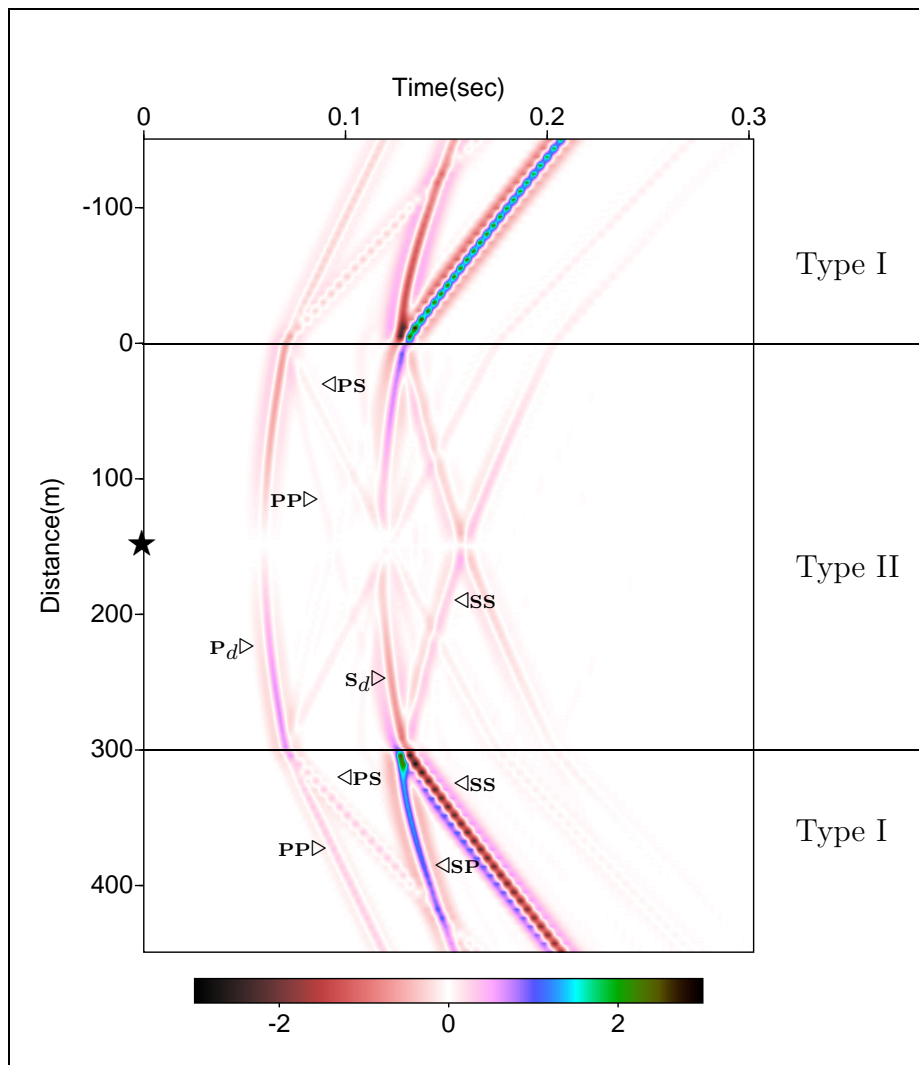 Time(sec)
0 0.1 0.2 0.3
-100
Type I
0
◁PS
100
PP▷
Distance(m)
★
Type II
◁SS
200
P_d▷
S_d▷
300
◁PS
◁SS
Type I
PP▷
◁SP
400
-2 0 2